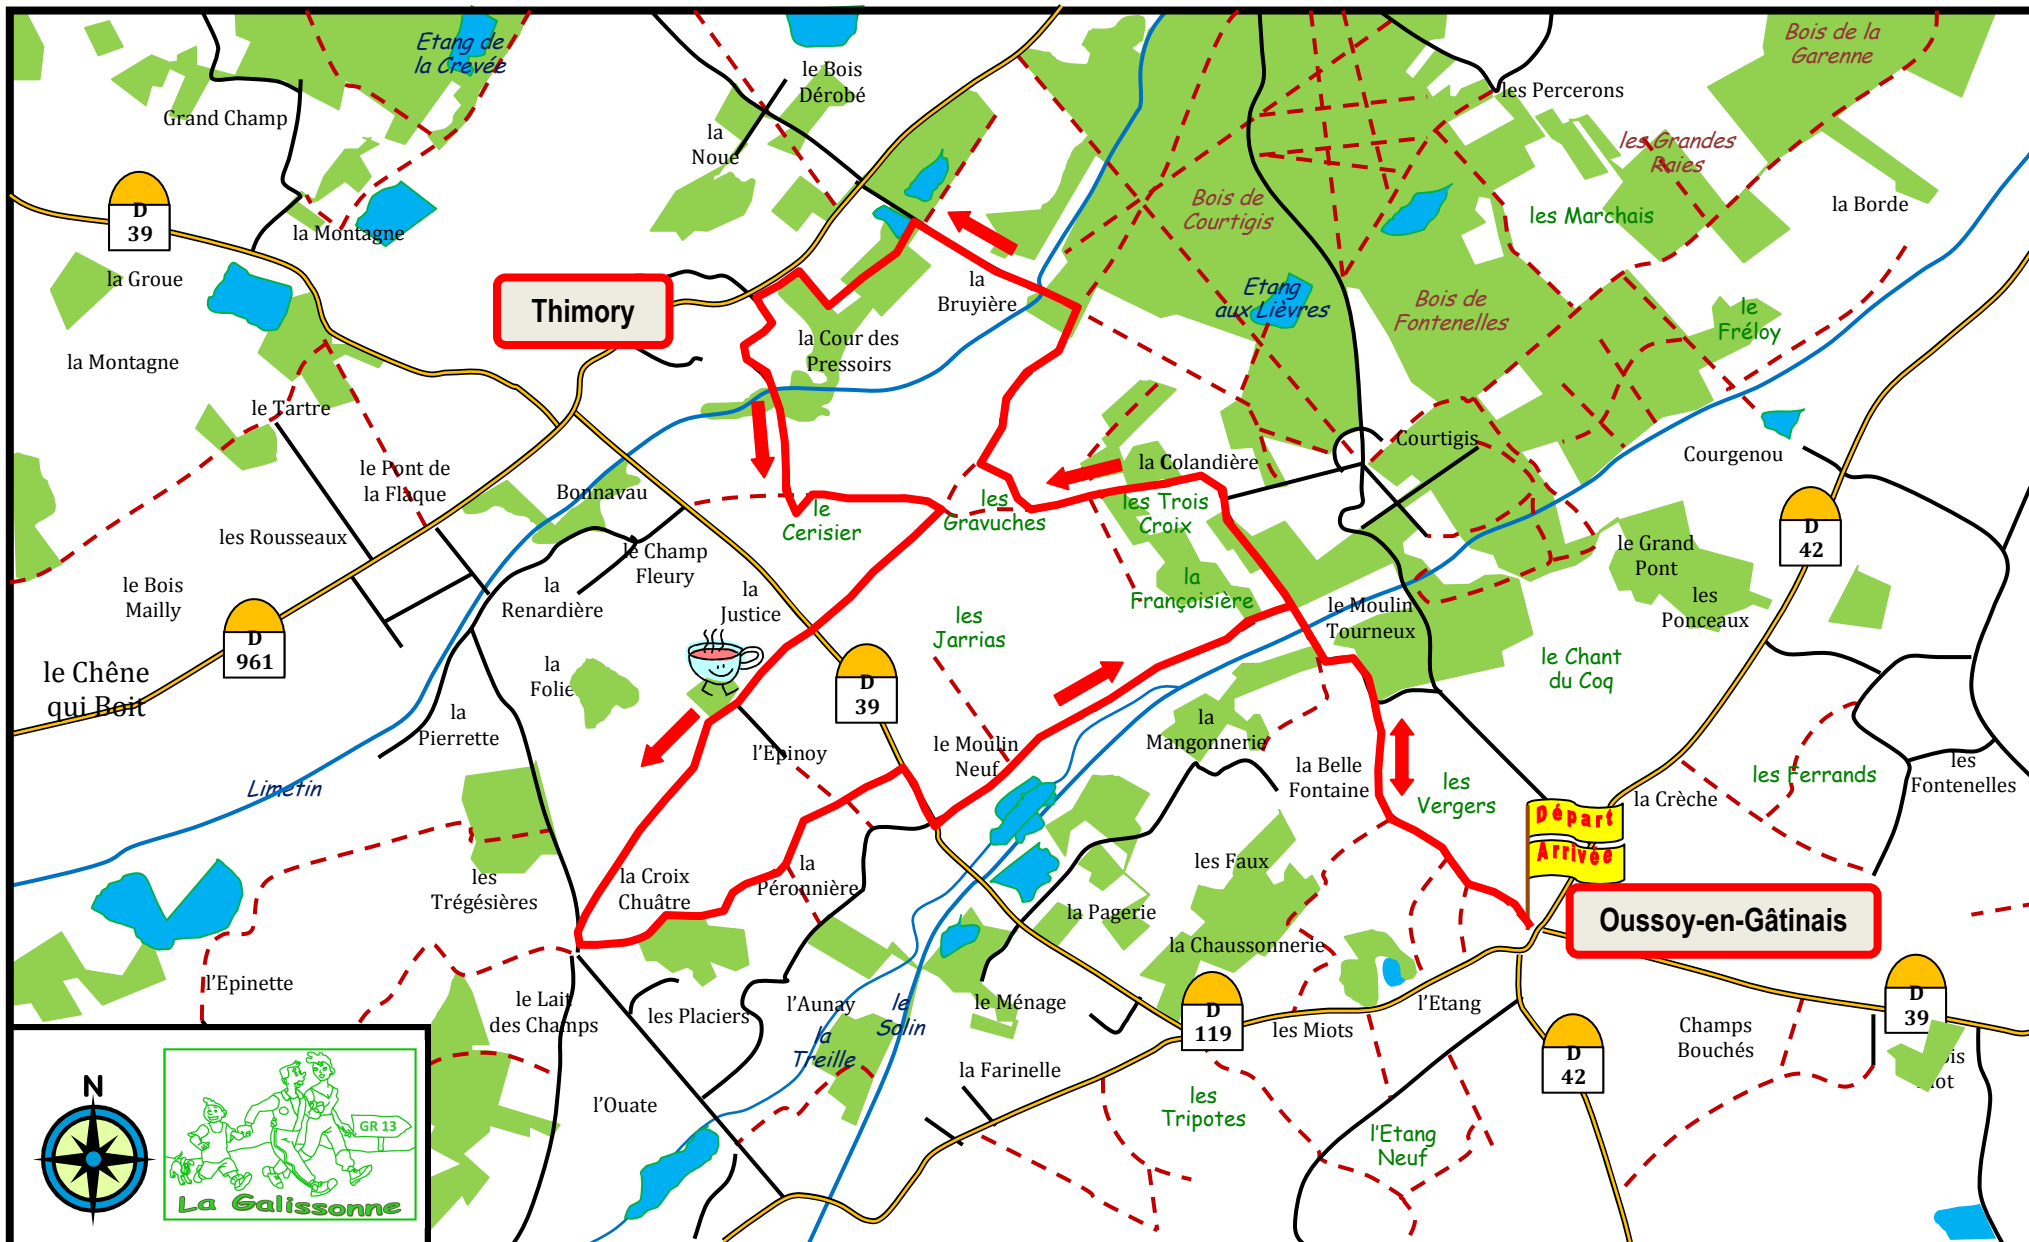 Etang de
la Crevée
Grand Champ
le Bois
Dérobé
la
Noue
les Percerons
Bois de la
Garenne
les Grandes
Raies
la Borde
D
39
la Montagne
Bois de
Courtigis
les Marchais
la Groue
Thimory
la
Bruyière
Etang
aux Lièvres
Bois de
Fontenelles
le
Fréloy
la Montagne
la Cour des
Pressoirs
le Tartre
le Pont de
la Flaque
Bonnavau
la Colandière
Courtigis
Courgenou
les Rousseaux
le
Cerisier
les
Gravuches
les Trois
Croix
D
42
le Grand
Pont
le Champ
Fleury
le Bois
Mailly
la
Renardière
la
Justice
la
Françoisière
le Moulin
Tourneux
les
Ponceaux
les
Jarrias
D
961
le Chêne
qui Boit
la
Folie
D
39
le Chant
du Coq
la
Pierrette
l'Epinoy
le Moulin
Neuf
la
Mangonnerie
la Belle
Fontaine
les
Vergers
la Crèche
les Ferrands
les
Fontenelles
Limetin
Départ
Arrivée
les
Trégésières
la Croix
Chuâtre
la
Péronnière
les Faux
la Pagerie
la Chaussonnerie
Oussoy-en-Gâtinais
l'Epinette
le Lait
des Champs
les Placiers
l'Aunay
le
Solin
le Ménage
D
119
les Miots
l'Etang
Champs
Bouchés
D
39
la
Treille
la Farinelle
D
42
l'Ouate
les
Tripotes
l'Etang
Neuf
N
GR 13
La Galissonne